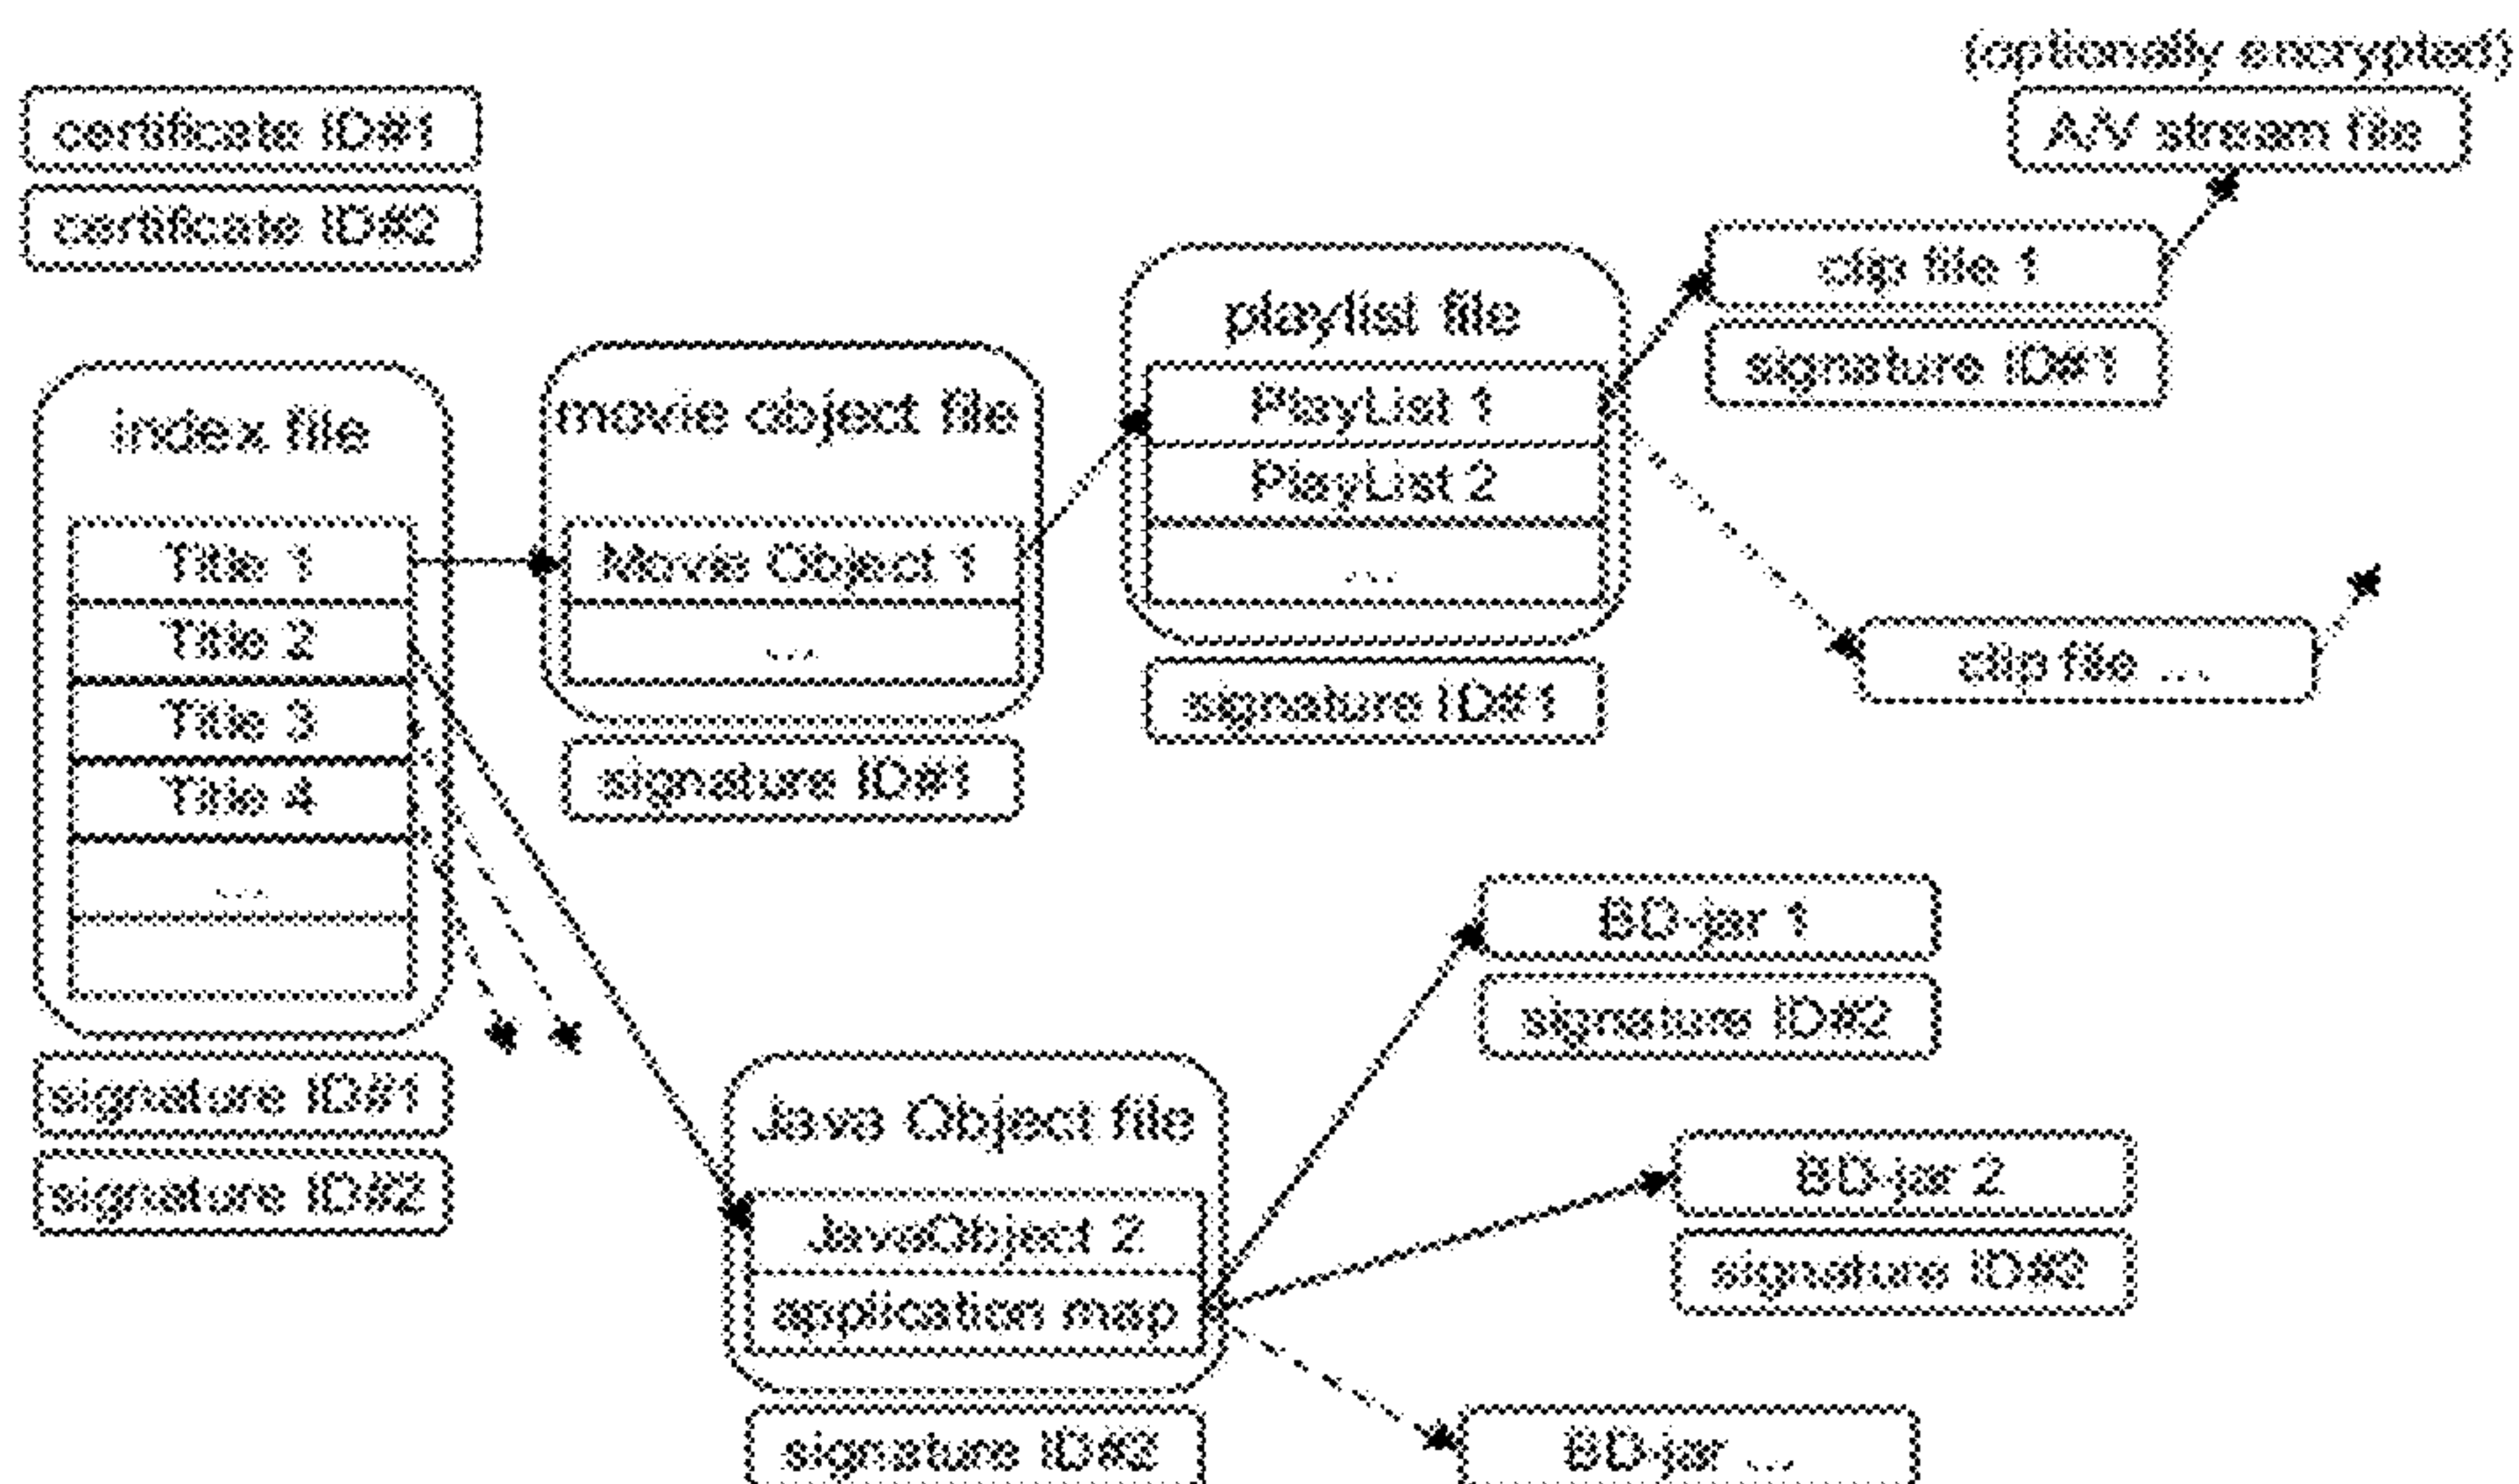 (optionally encrypted)
A/V stream file
certificate ID#1
certificate ID#2
clip file 1
signature ID#1
playlist file
PlayList 1
PlayList 2
...
signature ID#1
movie object file
Movie Object 1
...
signature ID#1
index file
Title 1
Title 2
Title 3
Title 4
...
signature ID#1
signature ID#2
clip file ...
BD-jar 1
signature ID#2
Java Object file
JavaObject 2
application map
signature ID#2
BD-jar 2
signature ID#2
BD-jar ...